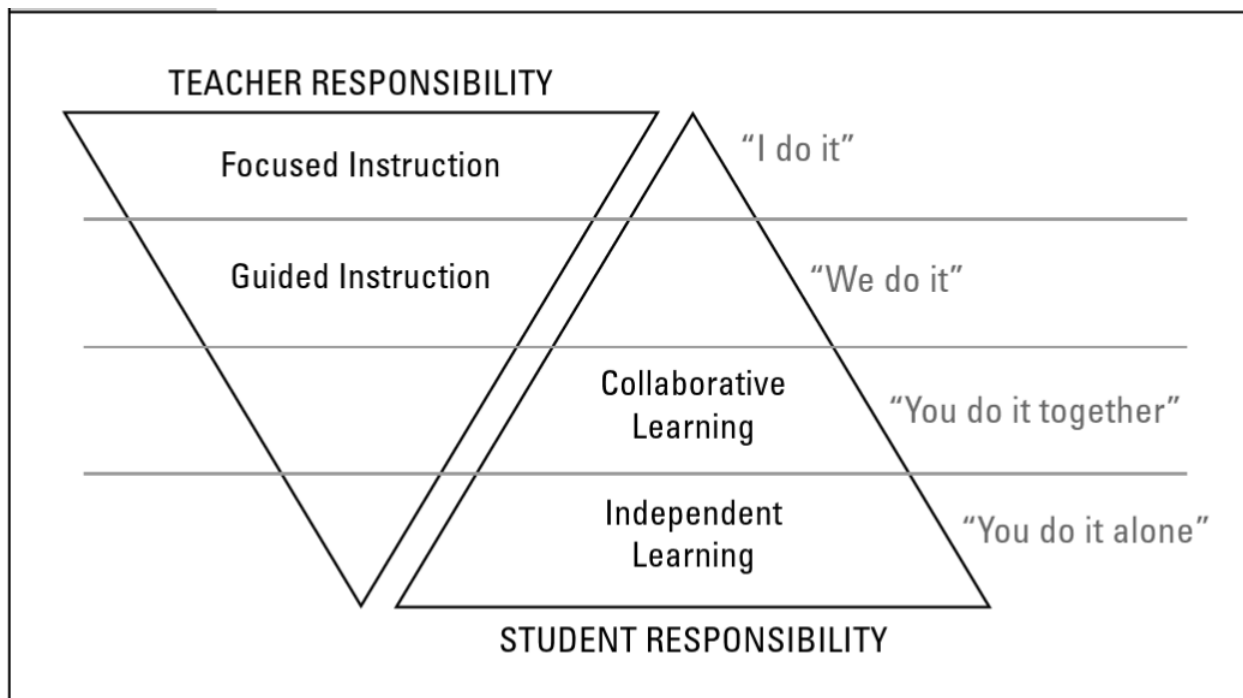 TEACHER RESPONSIBILITY
Focused Instruction
“I do it”
Guided Instruction
“We do it”
Collaborative
Learning
“You do it together”
Independent
Learning
“You do it alone”
STUDENT RESPONSIBILITY